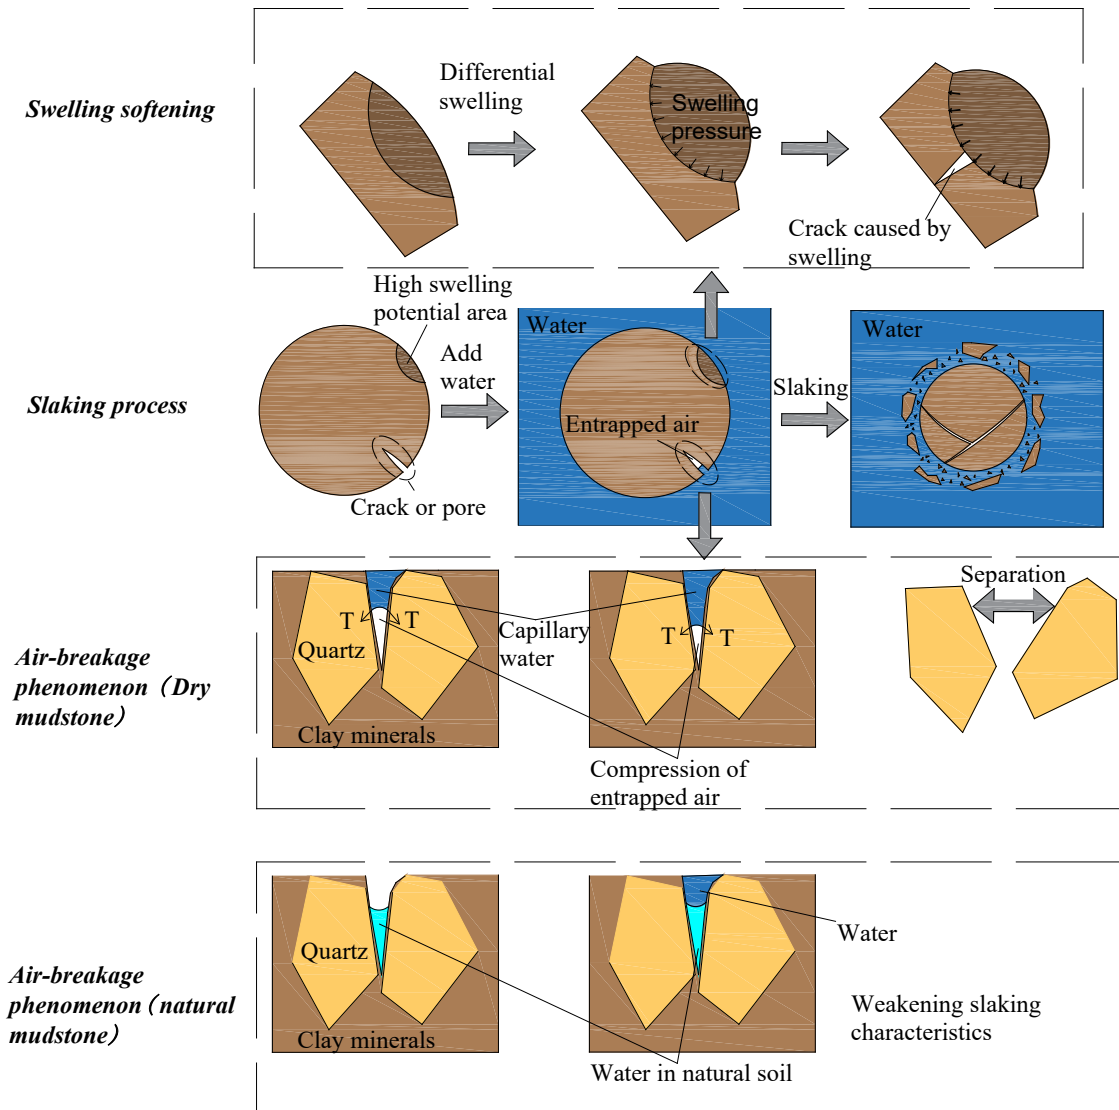 Swelling softening
Differential
swelling
Swelling
pressure
Crack caused by
swelling
Slaking process
High swelling
potential area
Add
water
Crack or pore
Water
Entrapped air
Slaking
Water
Air-breakage
phenomenon（Dry
mudstone）
T
T
Quartz
Clay minerals
Capillary
water
T
T
Compression of
entrapped air
Separation
Air-breakage
phenomenon（natural
mudstone）
Quartz
Clay minerals
Water
Water in natural soil
Weakening slaking
characteristics